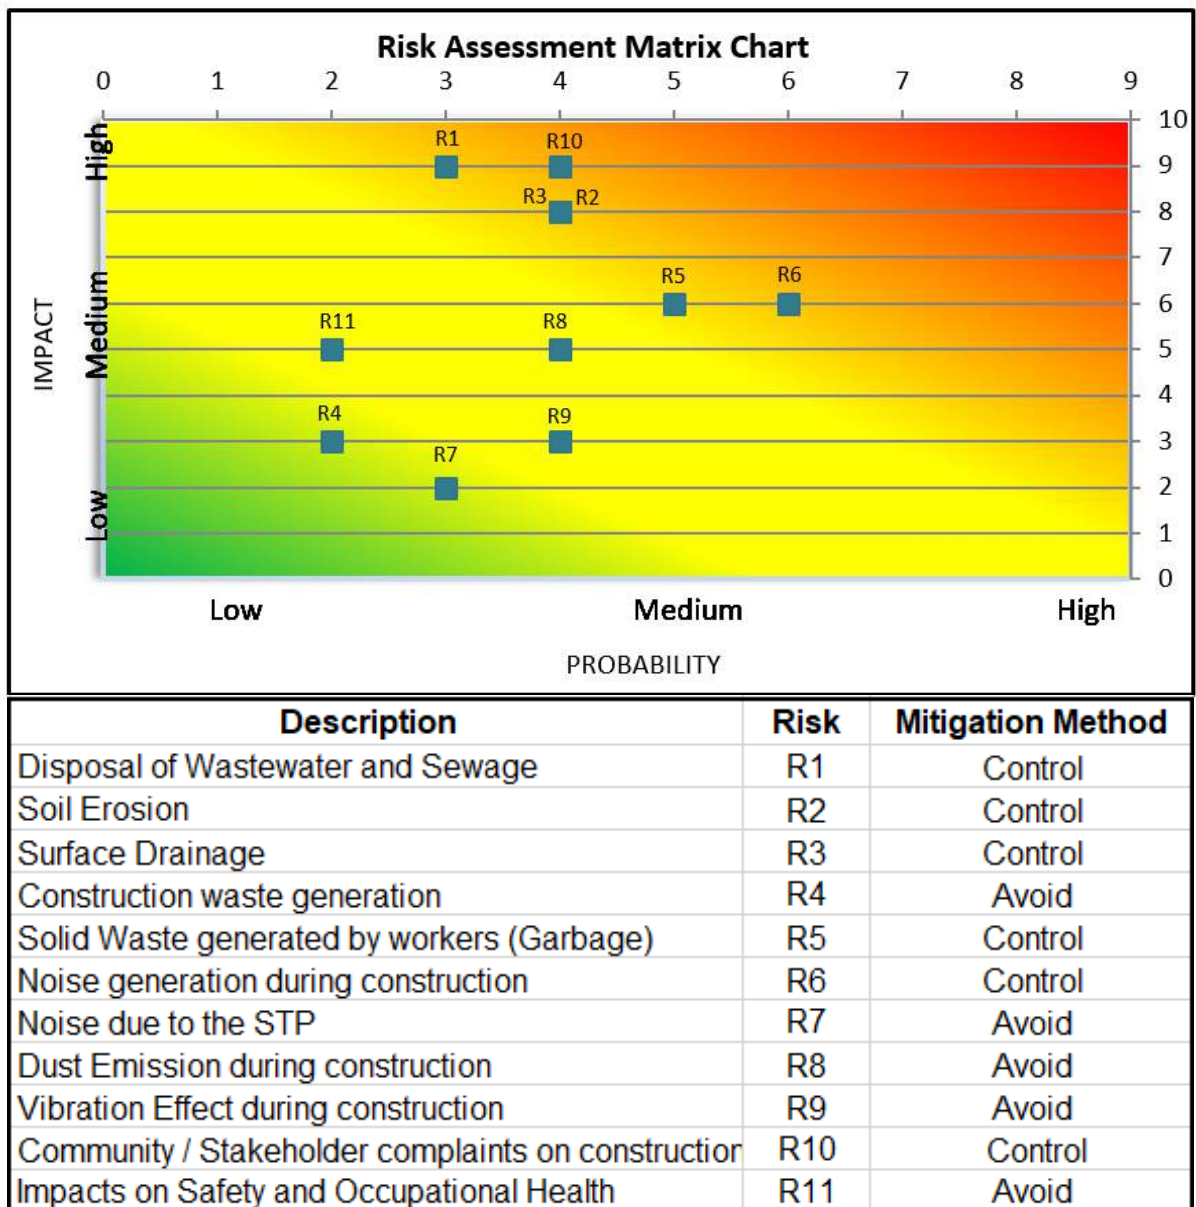 Risk Assessment Matrix Chart
0 1 2 3 4 5 6 7 8 9
10
9
8
7
6
5
4
3
2
1
0
High
Medium
Low
IMPACT
R1 R10
R3 R2
R5 R6
R11 R8
R4 R9
R7
Low Medium High
PROBABILITY
Description Risk Mitigation Method
Disposal of Wastewater and Sewage R1 Control
Soil Erosion R2 Control
Surface Drainage R3 Control
Construction waste generation R4 Avoid
Solid Waste generated by workers (Garbage) R5 Control
Noise generation during construction R6 Control
Noise due to the STP R7 Avoid
Dust Emission during construction R8 Avoid
Vibration Effect during construction R9 Avoid
Community / Stakeholder complaints on construction R10 Control
Impacts on Safety and Occupational Health R11 Avoid